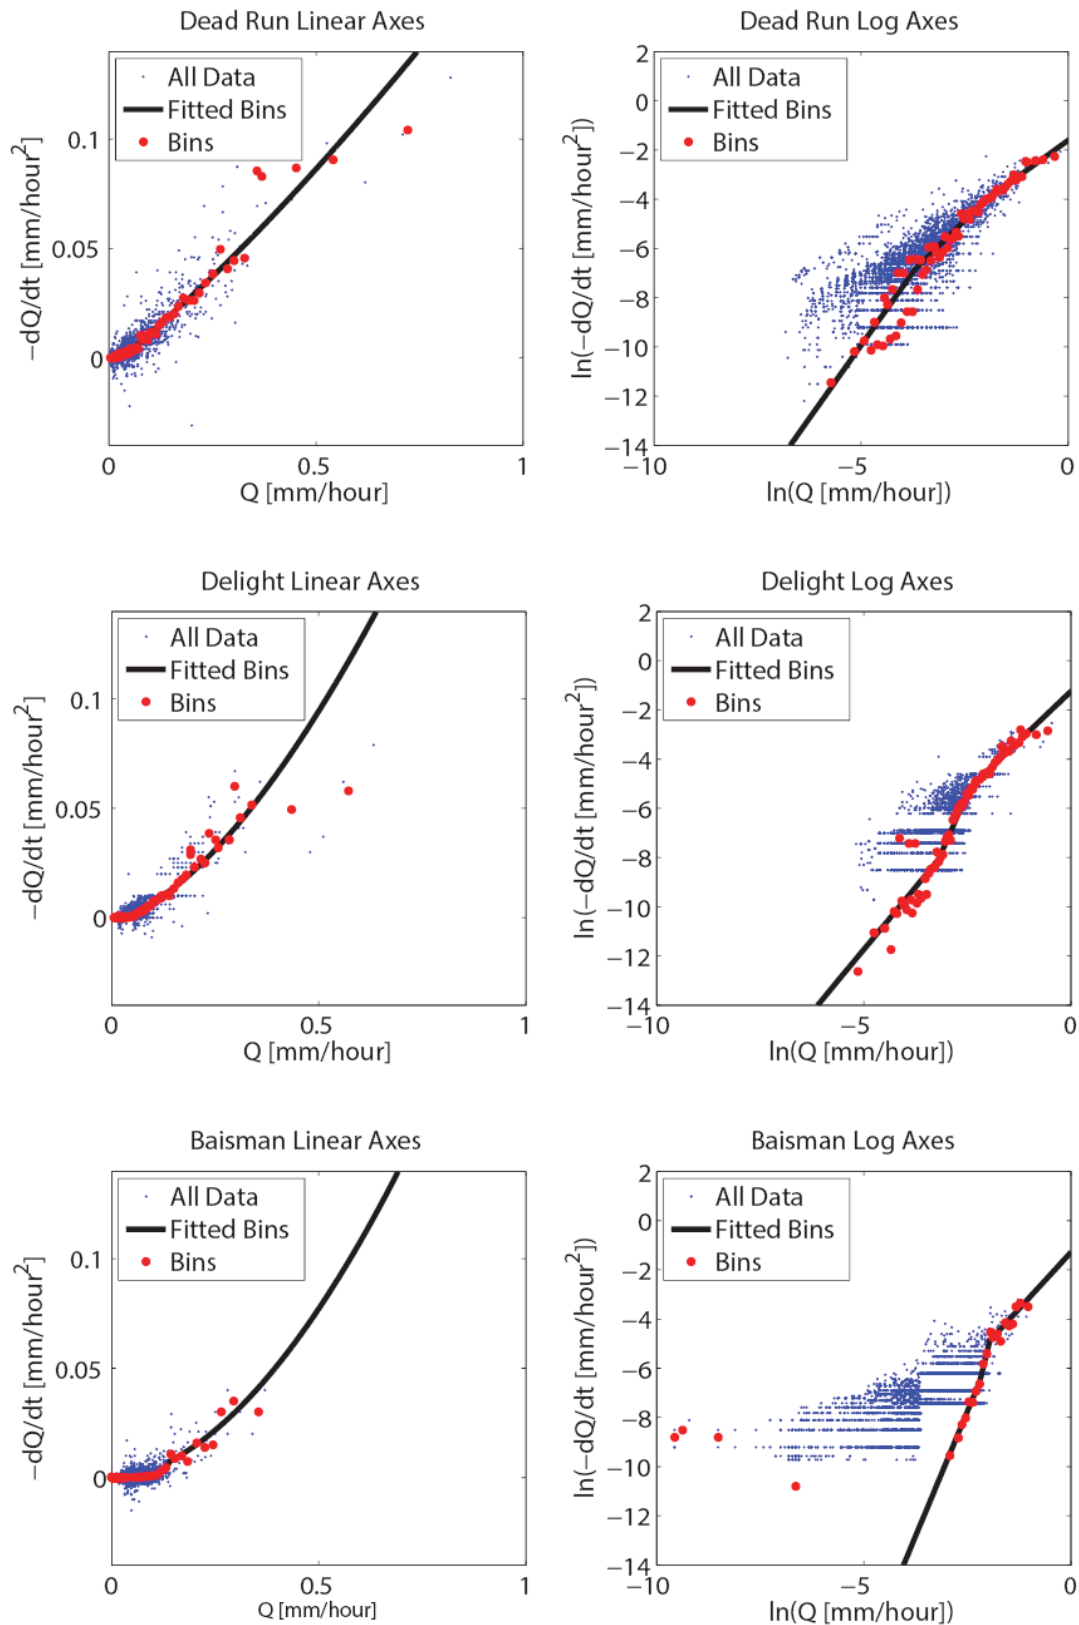 Dead Run Linear Axes
All Data
Fitted Bins
Bins
0.1
0.05
0
−dQ/dt [mm/hour²]
0
0.5
1
Q [mm/hour]
Dead Run Log Axes
All Data
Fitted Bins
Bins
2
0
−2
−4
−6
−8
−10
−12
−14
ln(−dQ/dt [mm/hour²])
−10
−5
0
ln(Q [mm/hour])
Delight Linear Axes
All Data
Fitted Bins
Bins
0.1
0.05
0
−dQ/dt [mm/hour²]
0
0.5
1
Q [mm/hour]
Delight Log Axes
All Data
Fitted Bins
Bins
2
0
−2
−4
−6
−8
−10
−12
−14
ln(−dQ/dt [mm/hour²])
−10
−5
0
ln(Q [mm/hour])
Baisman Linear Axes
All Data
Fitted Bins
Bins
0.1
0.05
0
−dQ/dt [mm/hour²]
0
0.5
1
Q [mm/hour]
Baisman Log Axes
All Data
Fitted Bins
Bins
2
0
−2
−4
−6
−8
−10
−12
−14
ln(−dQ/dt [mm/hour²])
−10
−5
0
ln(Q [mm/hour])